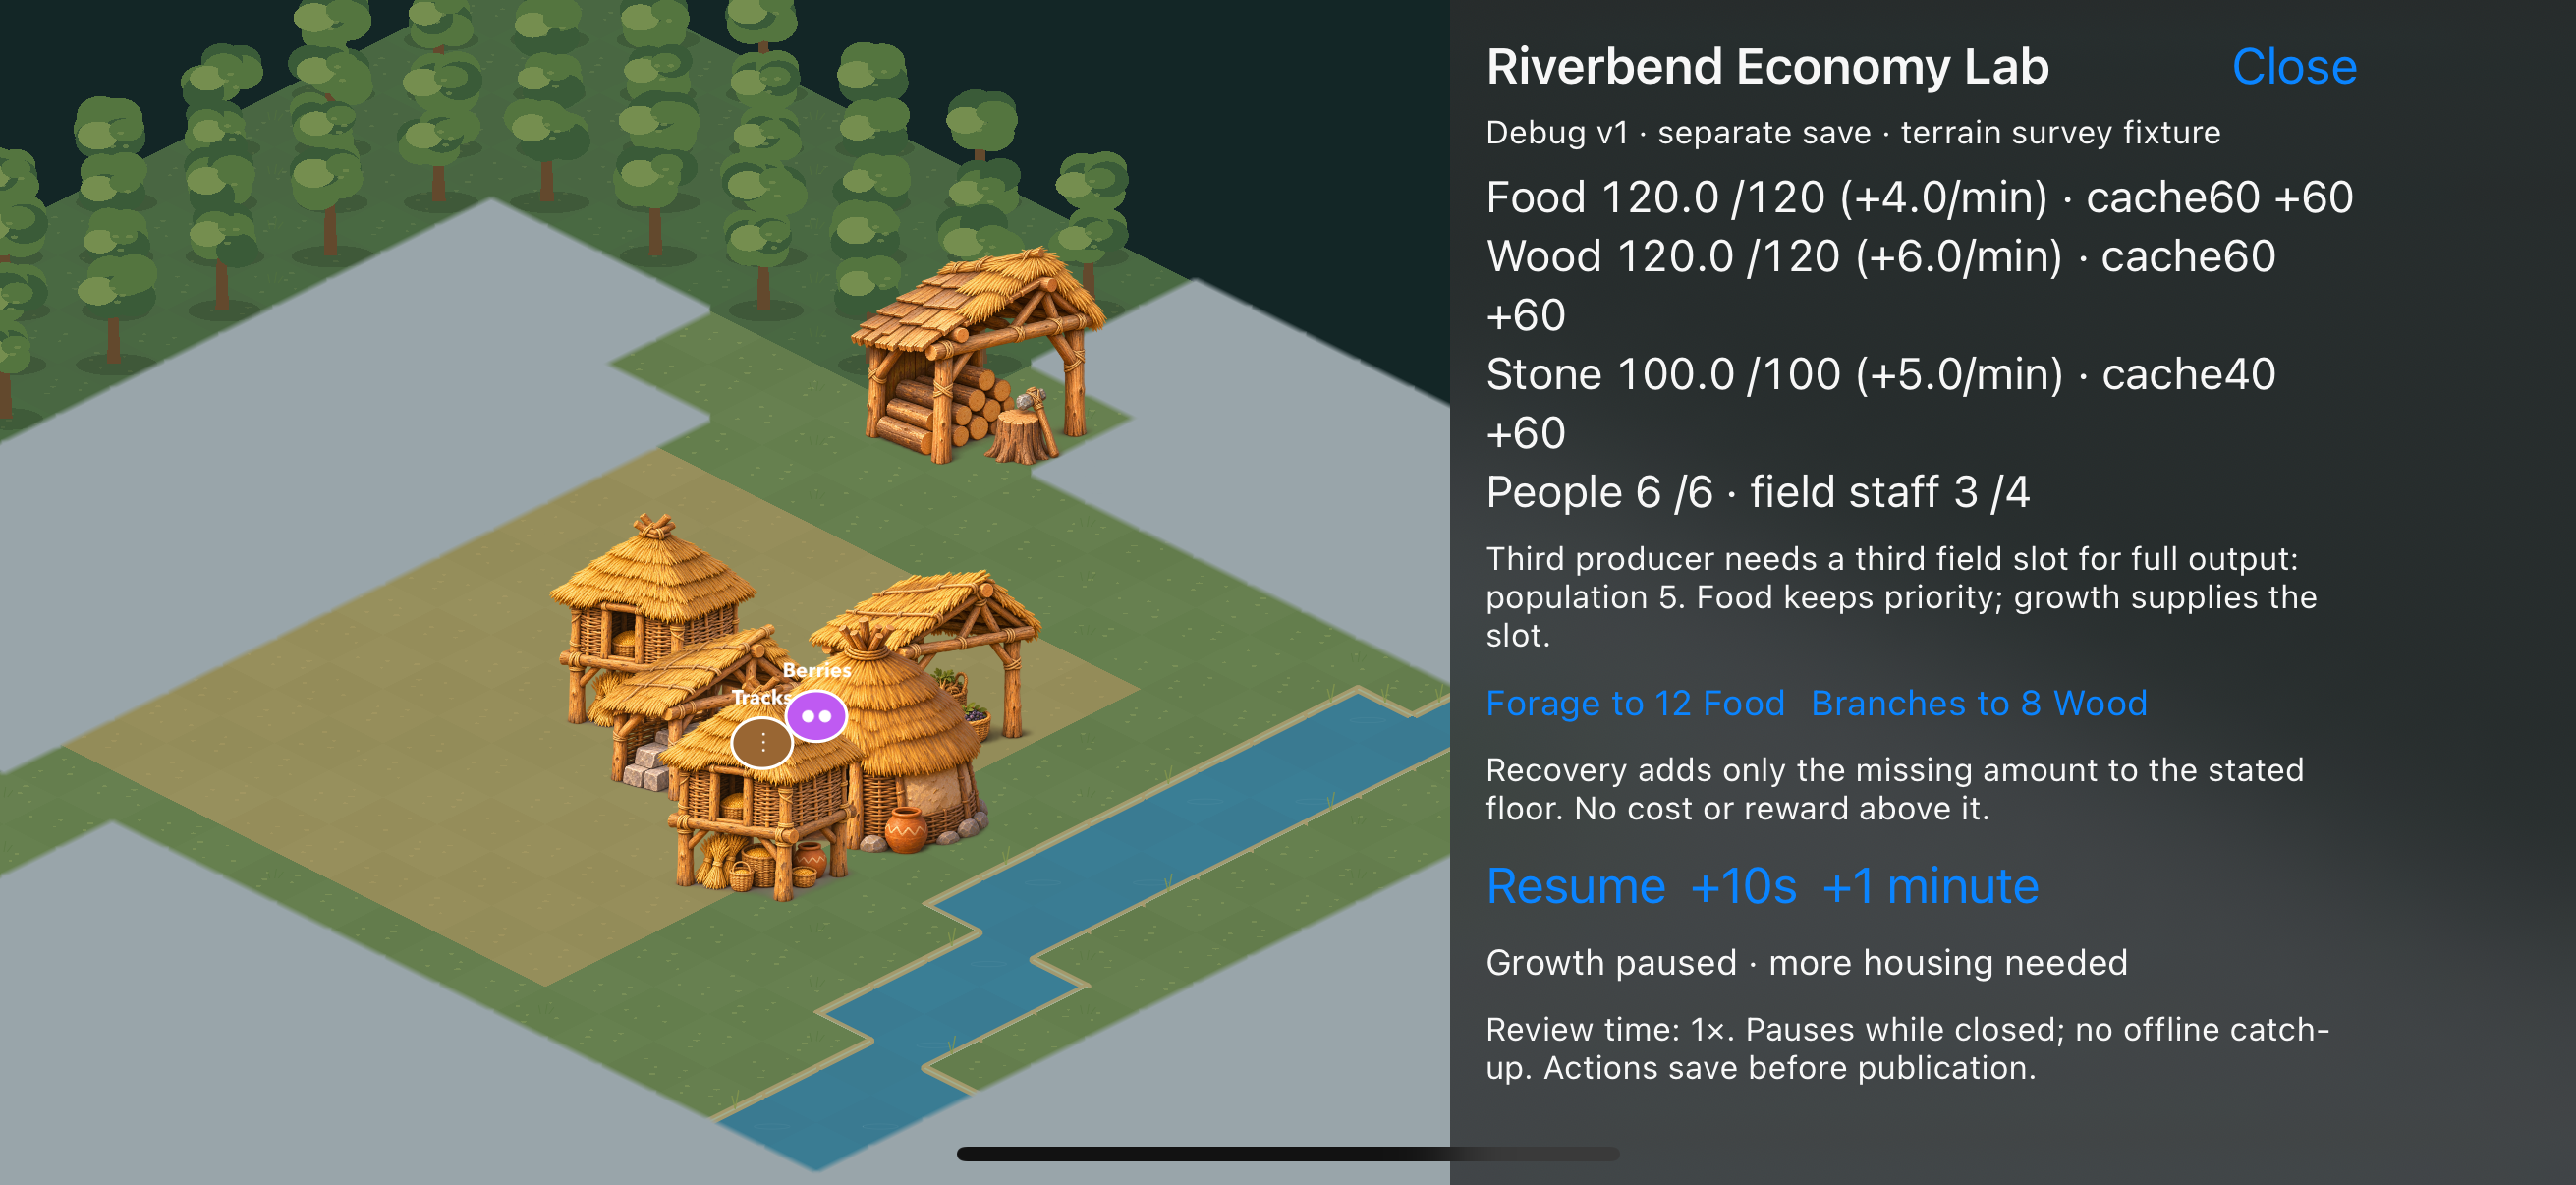 Riverbend Economy Lab
Close
Debug v1 · separate save · terrain survey fixture
Food 120.0 /120 (+4.0/min) · cache60 +60
Wood 120.0 /120 (+6.0/min) · cache60
+60
Stone 100.0 /100 (+5.0/min) · cache40
+60
People 6 /6 · field staff 3 /4
Third producer needs a third field slot for full output:
population 5. Food keeps priority; growth supplies the
slot.
Forage to 12 Food Branches to 8 Wood
Recovery adds only the missing amount to the stated
floor. No cost or reward above it.
Resume +10s +1 minute
Growth paused · more housing needed
Review time: 1×. Pauses while closed; no offline catch-
up. Actions save before publication.
Berries
Tracks